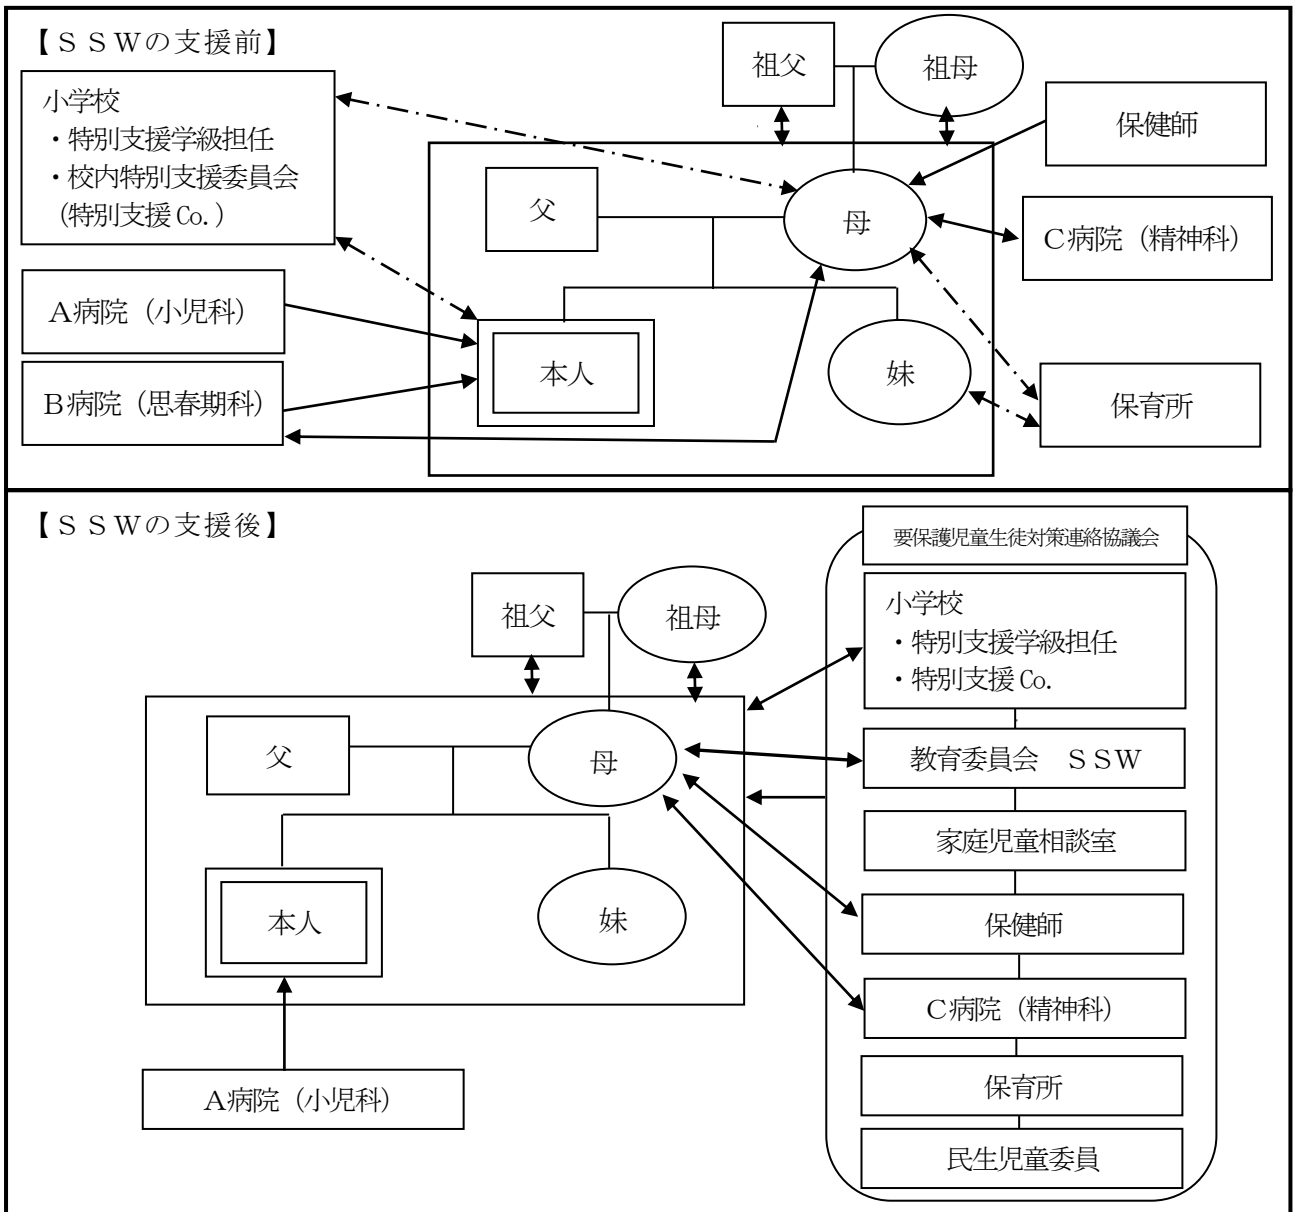 【ＳＳＷの支援前】
祖父
祖母
小学校
・特別支援学級担任
・校内特別支援委員会
（特別支援 Co.）
保健師
父
母
Ｃ病院（精神科）
Ａ病院（小児科）
本人
妹
Ｂ病院（思春期科）
保育所
【ＳＳＷの支援後】
要保護児童生徒対策連絡協議会
祖父
祖母
小学校
・特別支援学級担任
・特別支援 Co.
父
母
教育委員会　ＳＳＷ
家庭児童相談室
本人
妹
保健師
Ｃ病院（精神科）
Ａ病院（小児科）
保育所
民生児童委員